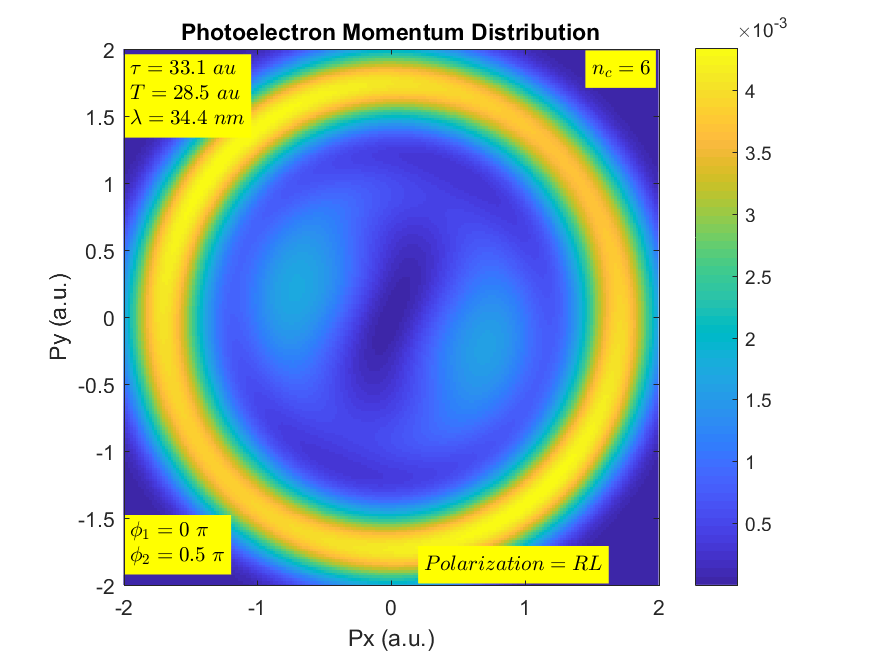 Photoelectron Momentum Distribution
×10⁻³
τ = 33.1 au
T = 28.5 au
λ = 34.4 nm
n_c = 6
ϕ₁ = 0 π
ϕ₂ = 0.5 π
Polarization = RL
2
1.5
1
0.5
0
-0.5
-1
-1.5
-2
Py (a.u.)
-2 -1 0 1 2
Px (a.u.)
4
3.5
3
2.5
2
1.5
1
0.5